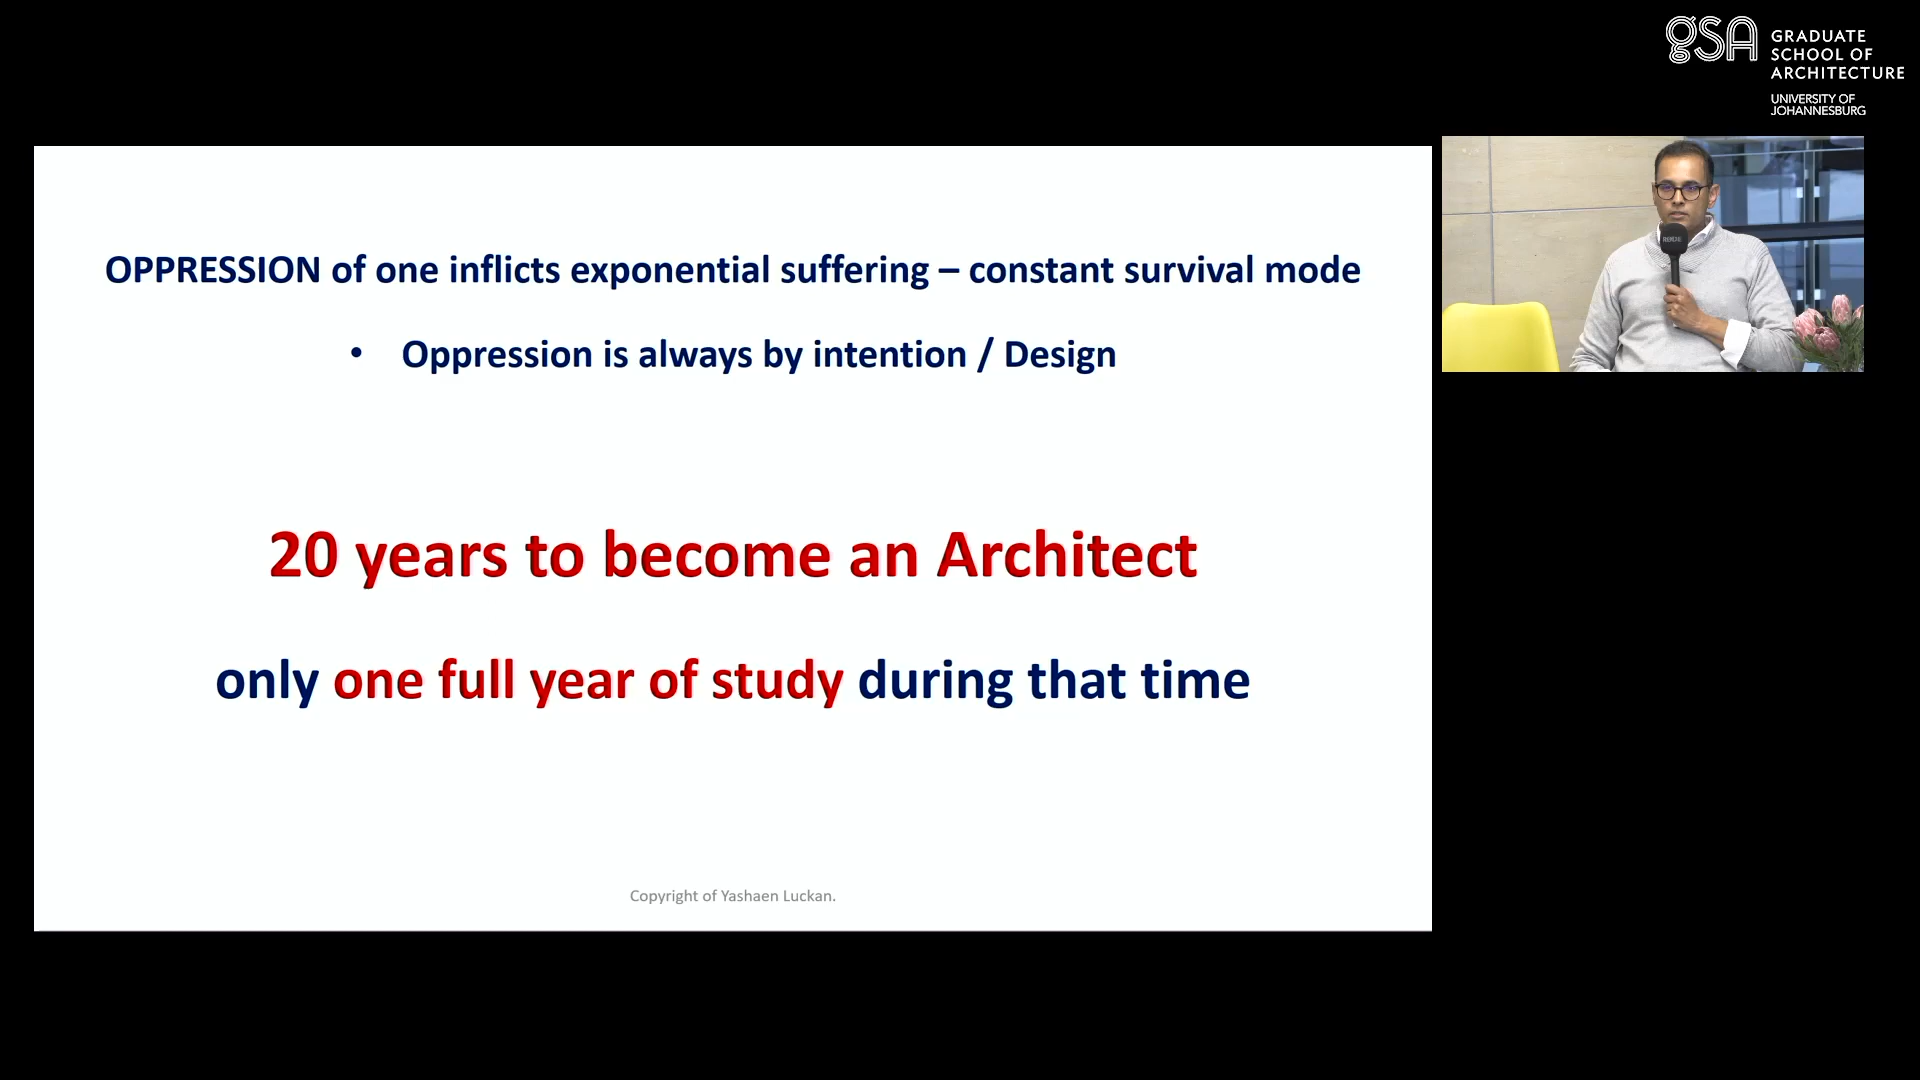 gSA
GRADUATE
SCHOOL OF
ARCHITECTURE
UNIVERSITY OF
JOHANNESBURG
OPPRESSION of one inflicts exponential suffering – constant survival mode
• Oppression is always by intention / Design
20 years to become an Architect
only one full year of study during that time
Copyright of Yashaen Luckan.
RODE